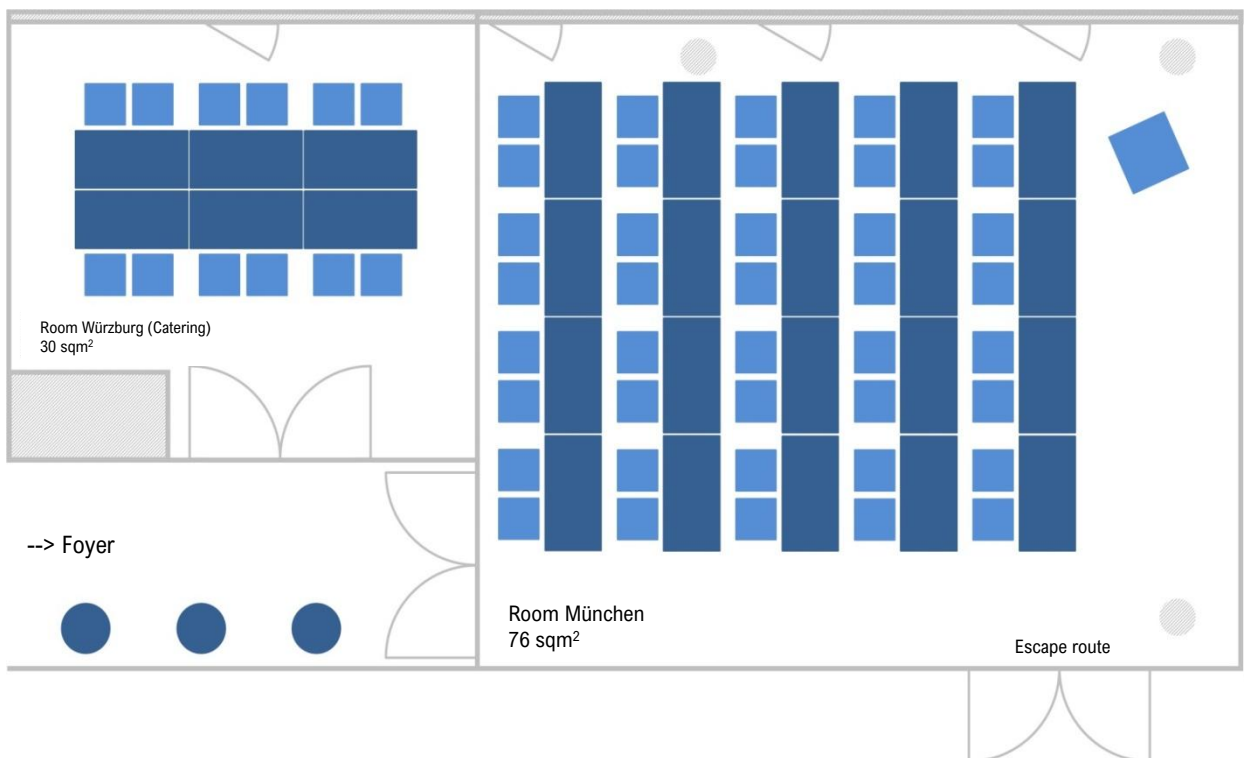 Room Würzburg (Catering)
30 sqm²
--> Foyer
Room München
76 sqm²
Escape route